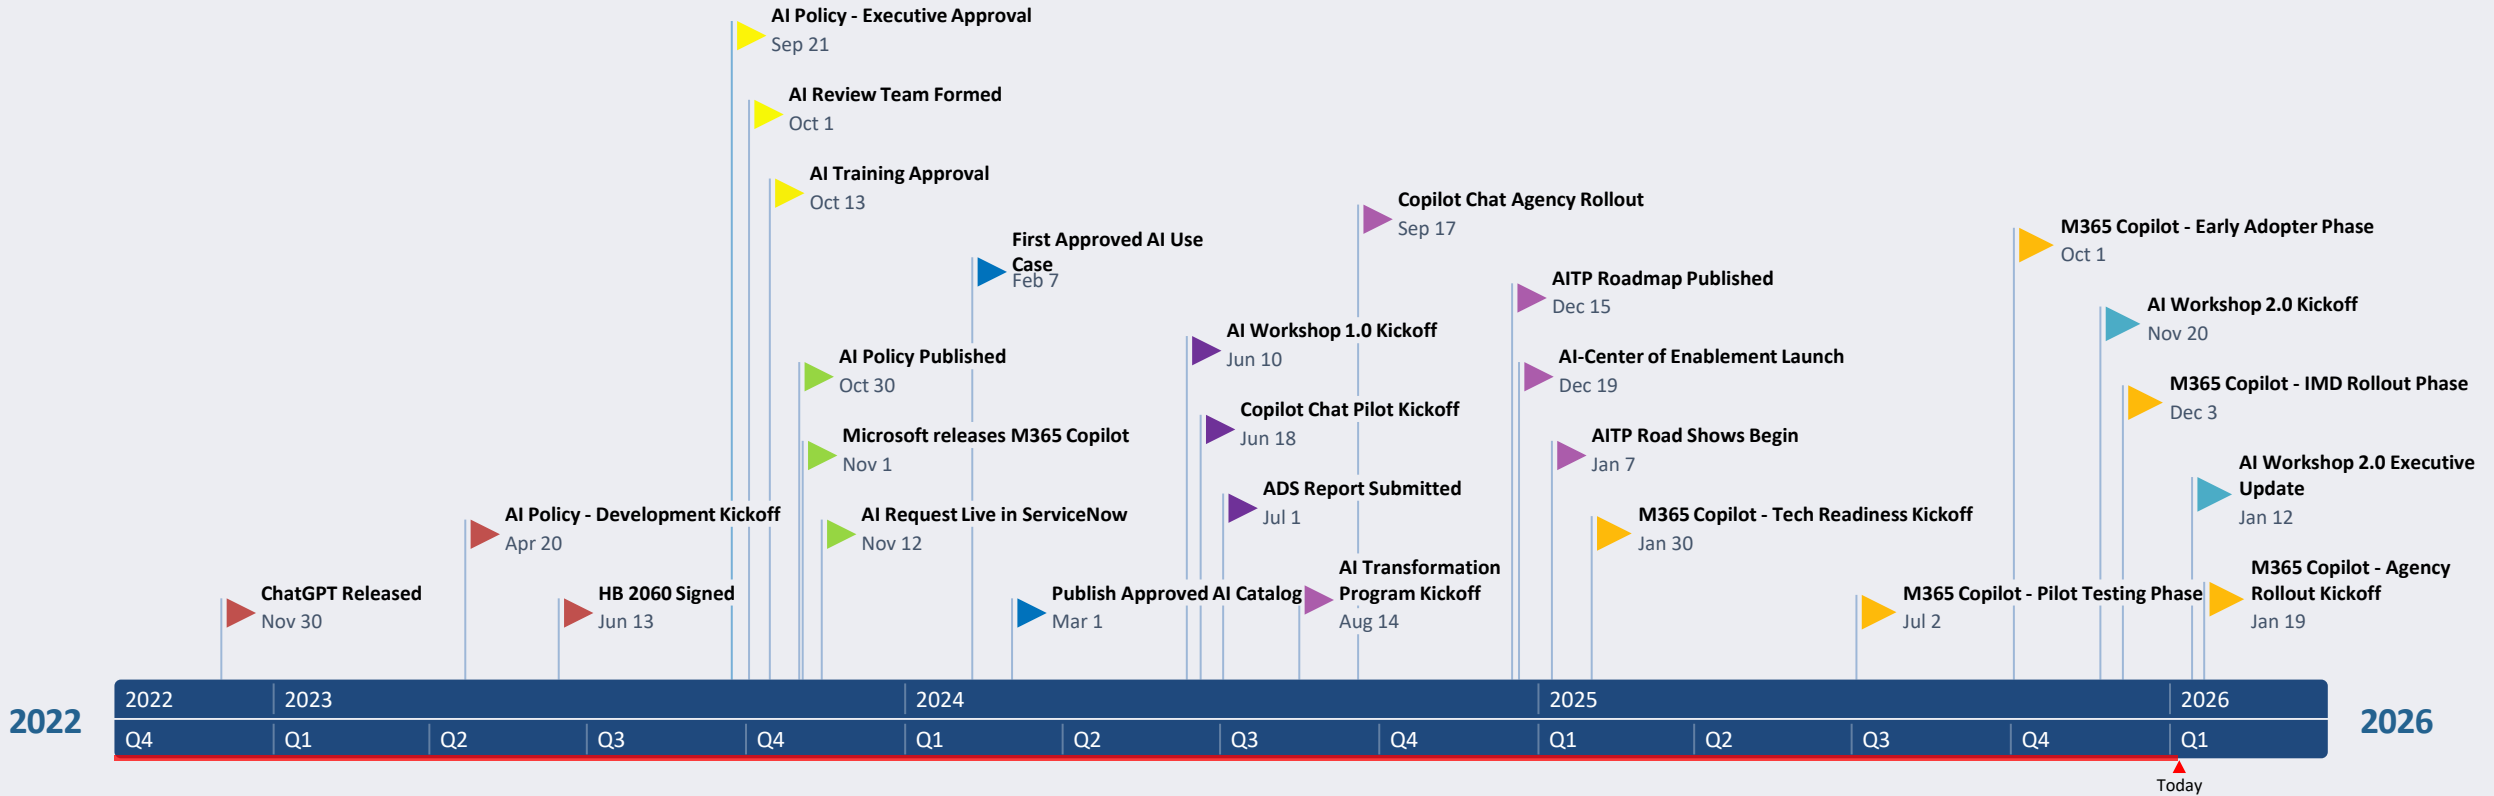 AI Policy - Executive Approval
Sep 21
AI Review Team Formed
Oct 1
AI Training Approval
Oct 13
First Approved AI Use
Case
Feb 7
AI Policy Published
Oct 30
Microsoft releases M365 Copilot
Nov 1
AI Policy - Development Kickoff
Apr 20
AI Request Live in ServiceNow
Nov 12
ChatGPT Released
Nov 30
HB 2060 Signed
Jun 13
Publish Approved AI Catalog
Mar 1
Copilot Chat Agency Rollout
Sep 17
AI Workshop 1.0 Kickoff
Jun 10
Copilot Chat Pilot Kickoff
Jun 18
ADS Report Submitted
Jul 1
AI Transformation
Program Kickoff
Aug 14
AITP Roadmap Published
Dec 15
AI-Center of Enablement Launch
Dec 19
AITP Road Shows Begin
Jan 7
M365 Copilot - Tech Readiness Kickoff
Jan 30
M365 Copilot - Pilot Testing Phase
Jul 2
M365 Copilot - Early Adopter Phase
Oct 1
AI Workshop 2.0 Kickoff
Nov 20
M365 Copilot - IMD Rollout Phase
Dec 3
AI Workshop 2.0 Executive
Update
Jan 12
M365 Copilot - Agency
Rollout Kickoff
Jan 19
2022
2022 2023 2024 2025 2026
Q4 Q1 Q2 Q3 Q4 Q1 Q2 Q3 Q4 Q1 Q2 Q3 Q4 Q1
2026
Today